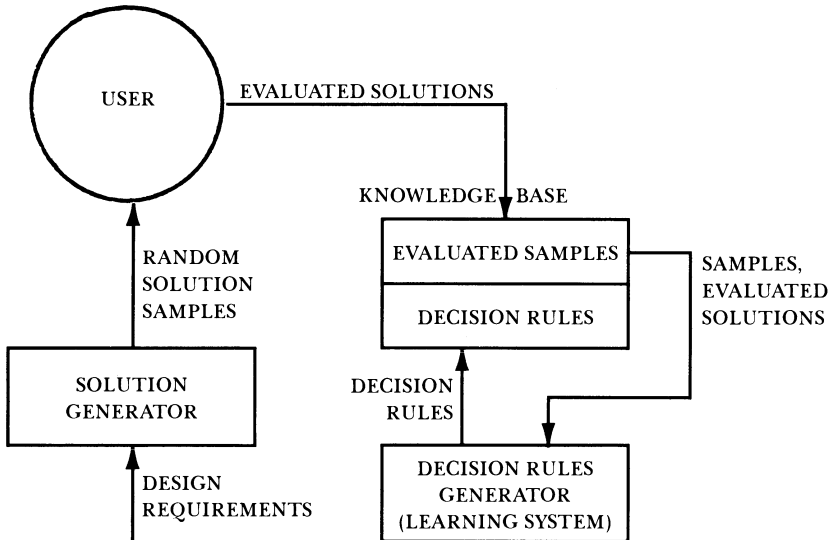 USER
EVALUATED SOLUTIONS
KNOWLEDGE BASE
EVALUATED SAMPLES
DECISION RULES
SAMPLES,
EVALUATED
SOLUTIONS
RANDOM
SOLUTION
SAMPLES
SOLUTION
GENERATOR
DECISION
RULES
DESIGN
REQUIREMENTS
DECISION RULES
GENERATOR
(LEARNING SYSTEM)